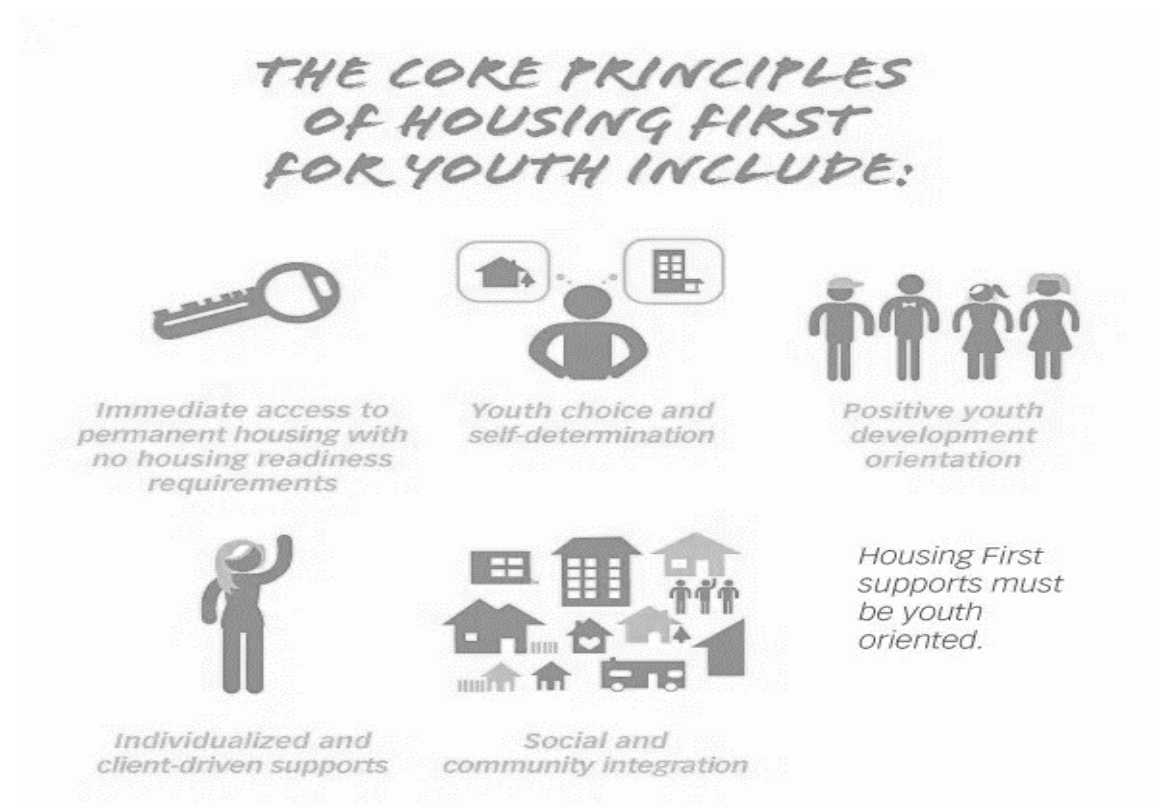 THE CORE PRINCIPLES
OF HOUSING FIRST
FOR YOUTH INCLUDE:
Immediate access to
permanent housing with
no housing readiness
requirements
Youth choice and
self-determination
Positive youth
development
orientation
Individualized and
client-driven supports
Social and
community integration
Housing First
supports must
be youth
oriented.